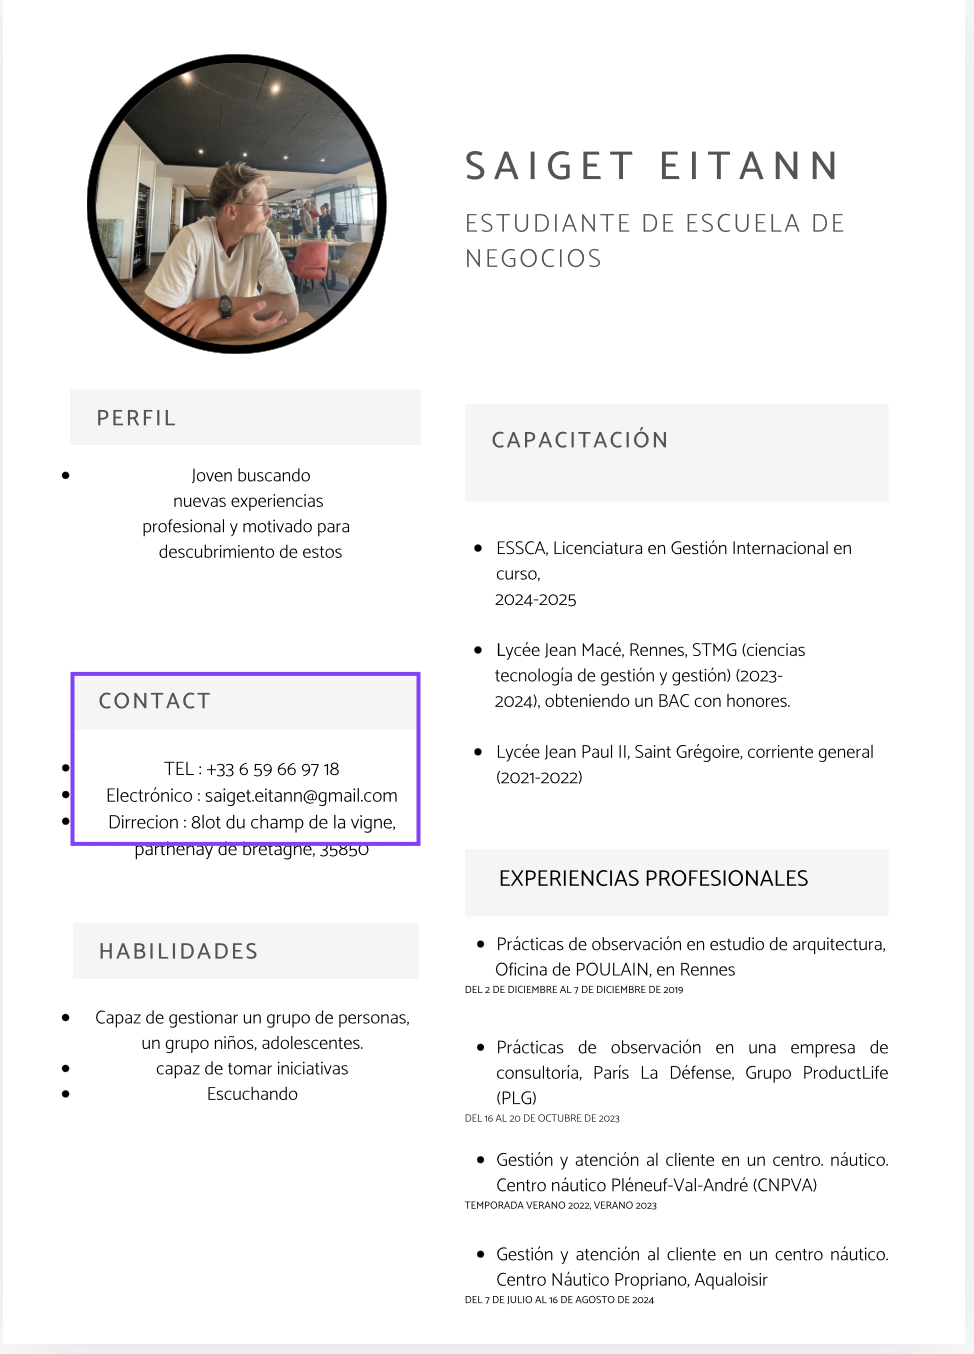 SAIGET EITANN
ESTUDIANTE DE ESCUELA DE
NEGOCIOS
PERFIL
Joven buscando
nuevas experiencias
profesional y motivado para
descubrimiento de estos
CONTACT
TEL : +33 6 59 66 97 18
Electrónico : saiget.eitann@gmail.com
Dirrecion : 8lot du champ de la vigne,
parthenay de bretagne, 35850
HABILIDADES
Capaz de gestionar un grupo de personas,
un grupo niños, adolescentes.
capaz de tomar iniciativas
Escuchando
CAPACITACIÓN
ESSCA, Licenciatura en Gestión Internacional en
curso,
2024-2025
Lycée Jean Macé, Rennes, STMG (ciencias
tecnología de gestión y gestión) (2023-
2024), obteniendo un BAC con honores.
Lycée Jean Paul II, Saint Grégoire, corriente general
(2021-2022)
EXPERIENCIAS PROFESIONALES
Prácticas de observación en estudio de arquitectura,
Oficina de POULAIN, en Rennes
DEL 2 DE DICIEMBRE AL 7 DE DICIEMBRE DE 2019
Prácticas de observación en una empresa de
consultoría, París La Défense, Grupo ProductLife
(PLG)
DEL 16 AL 20 DE OCTUBRE DE 2023
Gestión y atención al cliente en un centro. náutico.
Centro náutico Pléneuf-Val-André (CNPVA)
TEMPORADA VERANO 2022, VERANO 2023
Gestión y atención al cliente en un centro náutico.
Centro Náutico Propriano, Aqualoisir
DEL 7 DE JULIO AL 16 DE AGOSTO DE 2024